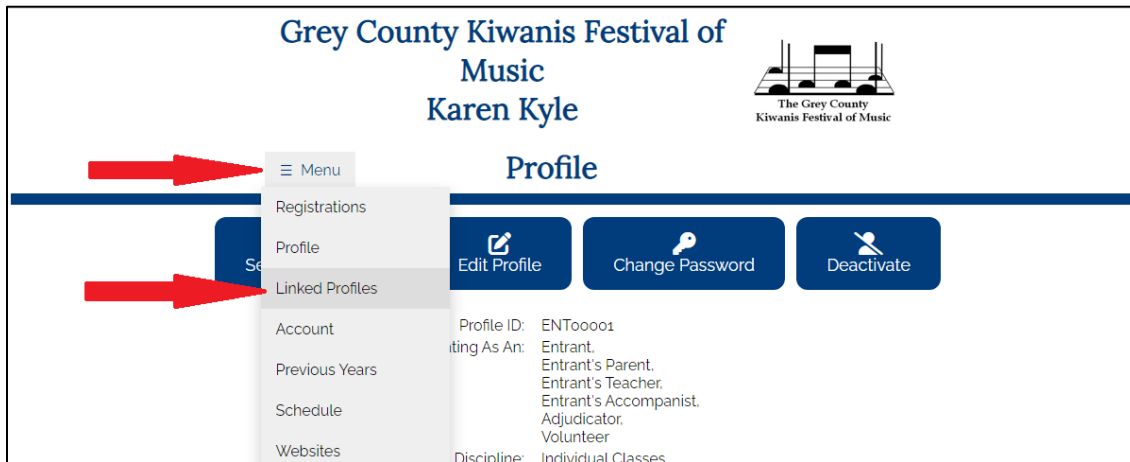 Grey County Kiwanis Festival of
Music
Karen Kyle
The Grey County
Kiwanis Festival of Music
☰ Menu
Profile
Registrations
Profile
Linked Profiles
Account
Previous Years
Schedule
Websites
Edit Profile
Change Password
Deactivate
Profile ID: ENT00001
Entrant,
Entrant's Parent,
Entrant's Teacher,
Entrant's Accompanist,
Adjudicator,
Volunteer
Discipline: Individual Classes